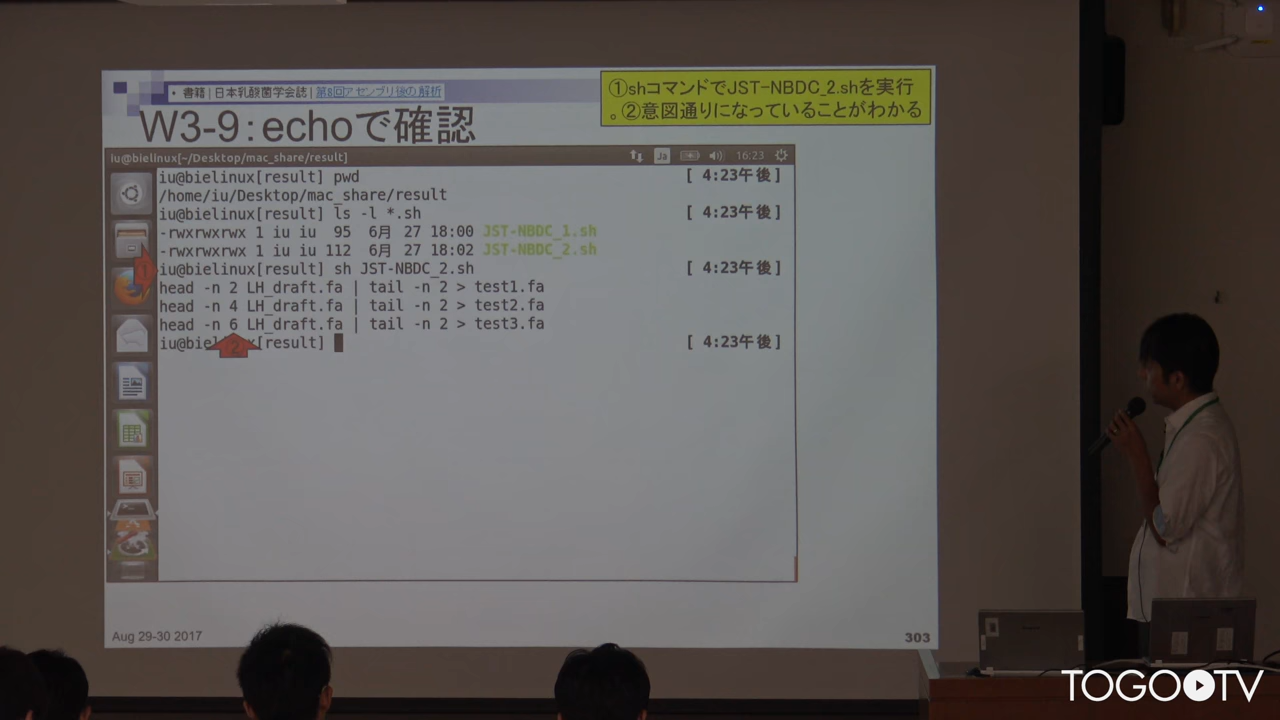 ・書籍 | 日本乳酸菌学会誌 | 第8回アセンブリ後の解析
①shコマンドでJST-NBDC_2.shを実行
。②意図通りになっていることがわかる
W3-9：echoで確認
iu@bielinux[~/Desktop/mac_share/result]
Ja 16:23
iu@bielinux[result] pwd [ 4:23午後]
/home/iu/Desktop/mac_share/result
iu@bielinux[result] ls -l *.sh [ 4:23午後]
-rwxrwxrwx 1 iu iu 95 6月 27 18:00 JST-NBDC_1.sh
-rwxrwxrwx 1 iu iu 112 6月 27 18:02 JST-NBDC_2.sh
①
iu@bielinux[result] sh JST-NBDC_2.sh [ 4:23午後]
head -n 2 LH_draft.fa | tail -n 2 > test1.fa
head -n 4 LH_draft.fa | tail -n 2 > test2.fa
head -n 6 LH_draft.fa | tail -n 2 > test3.fa
iu@bie x[result] [ 4:23午後]
②
Aug 29-30 2017
303
TOGOTV